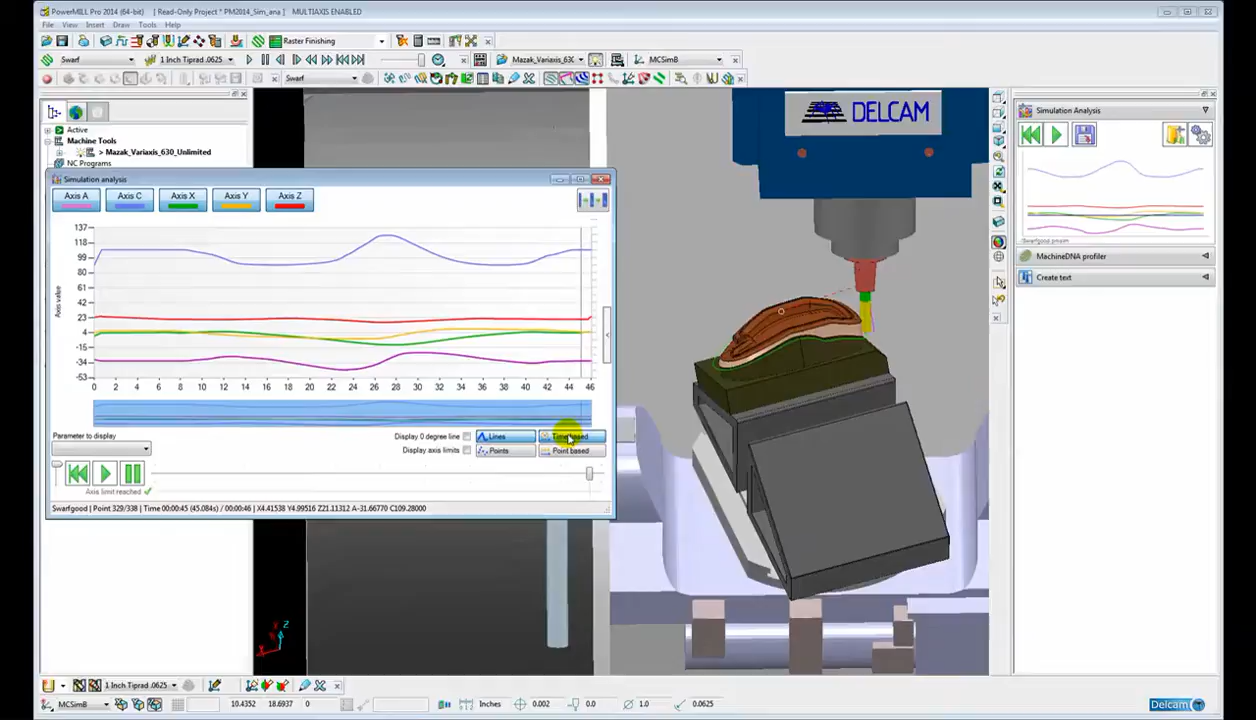 PowerMILL Pro 2014 (64-bit) [ Read-Only Project * PM2014_Sim_ana ] MULTIAXIS ENABLED
File View Insert Draw Tools Help
Raster Finishing
Swarf 1 Inch Tiprad .0625 Mazak_Variaxis_630 MCSimB
Swarf
Active
Machine Tools
> Mazak_Variaxis_630_Unlimited
NC Programs
DELCAM
Simulation Analysis
Swarfgood pmsim
MachineDNA profiler
Create text
Simulation analysis
Axis A Axis C Axis X Axis Y Axis Z
137
118
99
80
61
42
23
4
-15
-34
-53
Axis value
0 2 4 6 8 10 12 14 16 18 20 22 24 26 28 30 32 34 36 38 40 42 44 46
Parameter to display
Display 0 degree line Lines Time based
Display axis limits Points Point based
Axis limit reached
Swarfgood | Point 329/338 | Time 00:00:45 (45.084s) / 00:00:46 | X4.41538 Y4.99516 Z21.11312 A-31.66770 C109.28000
X Y Z
1 Inch Tiprad .0625
MCSimB 10.4352 18.6937 0 Inches 0.002 0.0 1.0 0.0625
Delcam